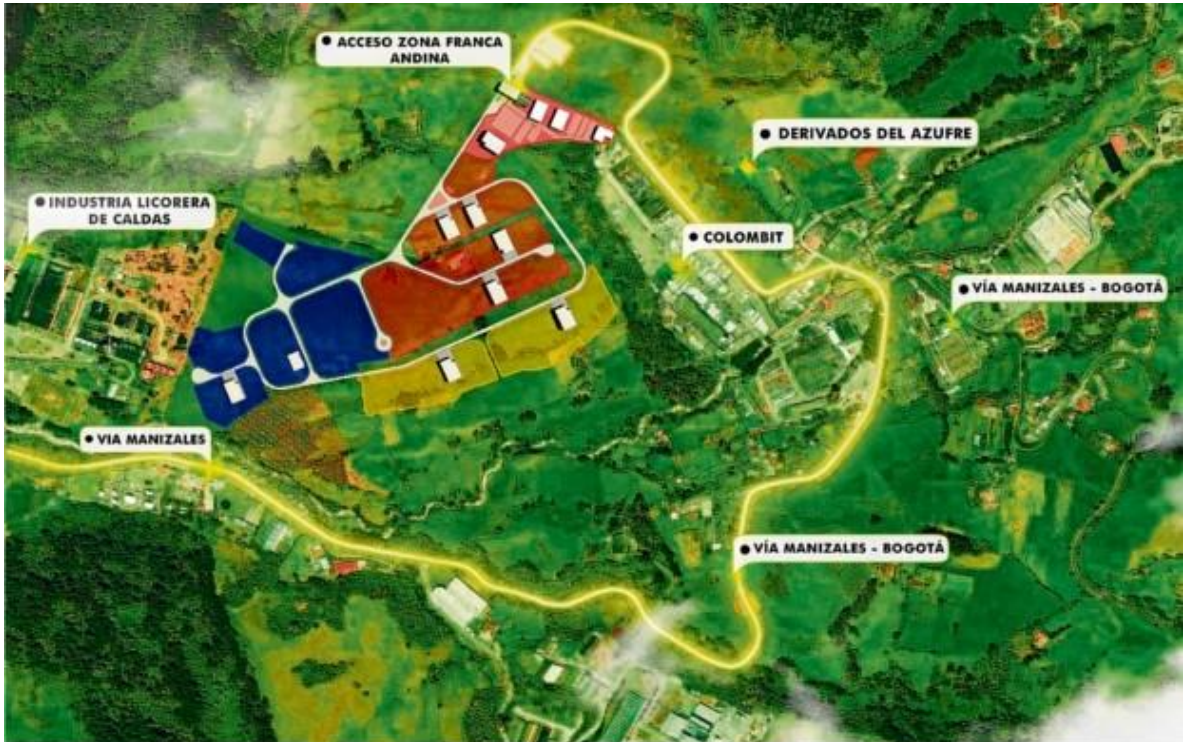 ACCESO ZONA FRANCA
ANDINA
DERIVADOS DEL AZUFRE
INDUSTRIA LICORERA
DE CALDAS
COLOMBIT
VÍA MANIZALES - BOGOTÁ
VIA MANIZALES
VÍA MANIZALES - BOGOTÁ